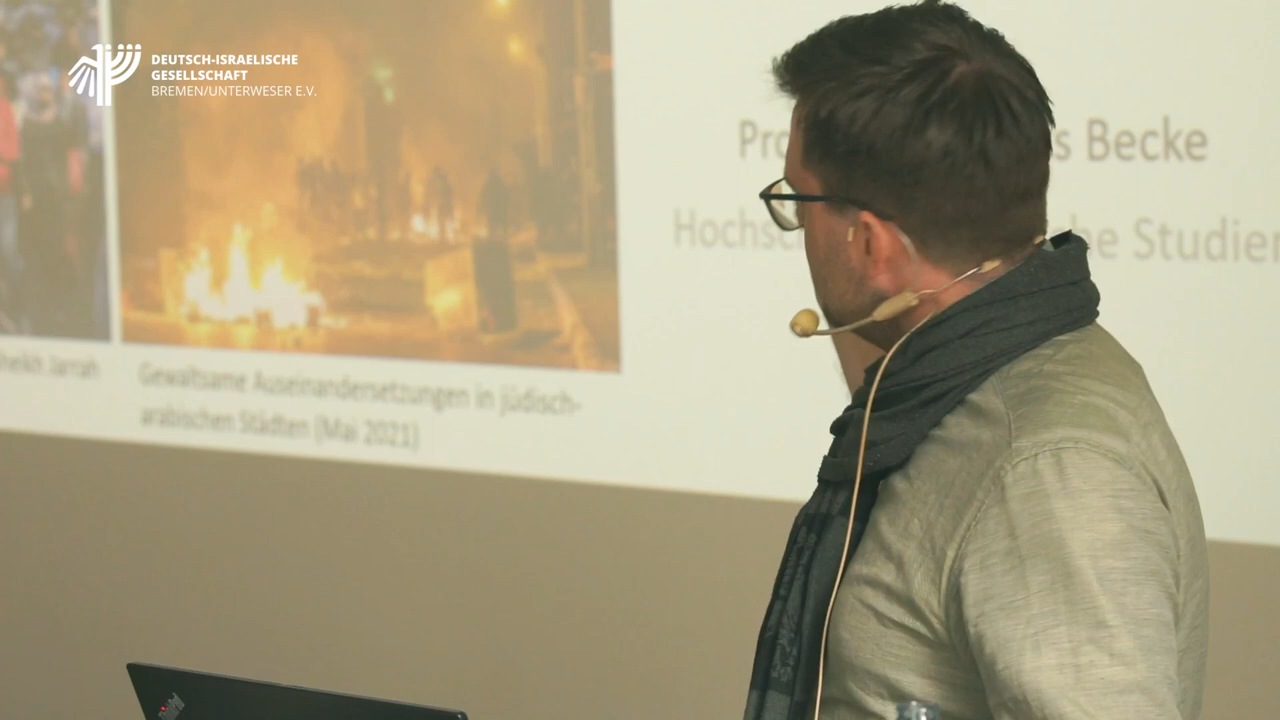 DEUTSCH-ISRAELISCHE
GESELLSCHAFT
BREMEN/UNTERWESER E.V.
Pro s Becke
Hochsc he Studien
heikh Jarrah
Gewaltsame Auseinandersetzungen in jüdisch-
arabischen Städten (Mai 2021)
ThinkPad